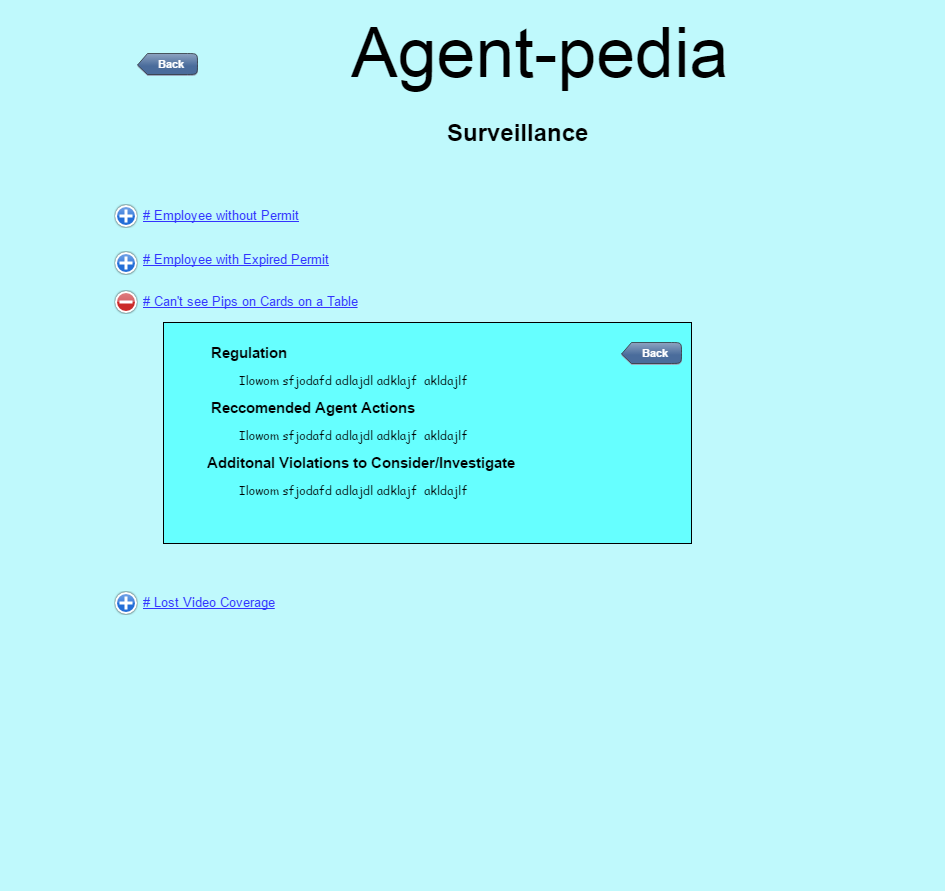 Back
Agent-pedia
Surveillance
# Employee without Permit
# Employee with Expired Permit
# Can't see Pips on Cards on a Table
Regulation
Back
Ilowom sfjodafd adlajdl adklajf akldajlf
Reccomended Agent Actions
Ilowom sfjodafd adlajdl adklajf akldajlf
Additonal Violations to Consider/Investigate
Ilowom sfjodafd adlajdl adklajf akldajlf
# Lost Video Coverage